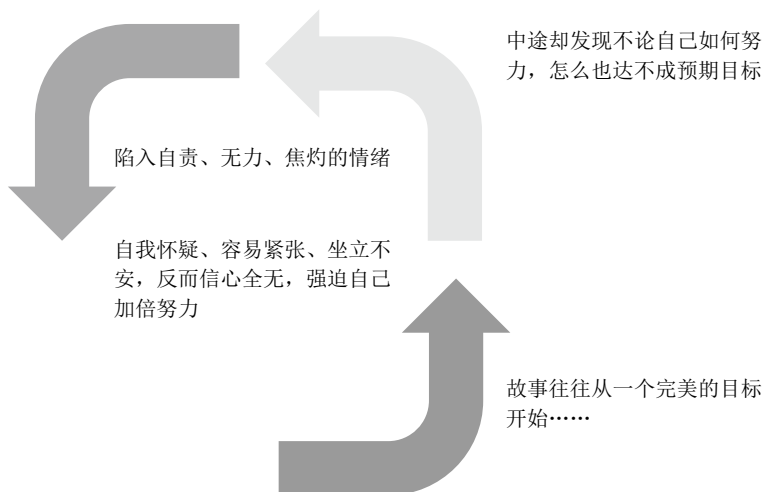 中途却发现不论自己如何努
力，怎么也达不成预期目标
陷入自责、无力、焦灼的情绪
自我怀疑、容易紧张、坐立不
安，反而信心全无，强迫自己
加倍努力
故事往往从一个完美的目标
开始……